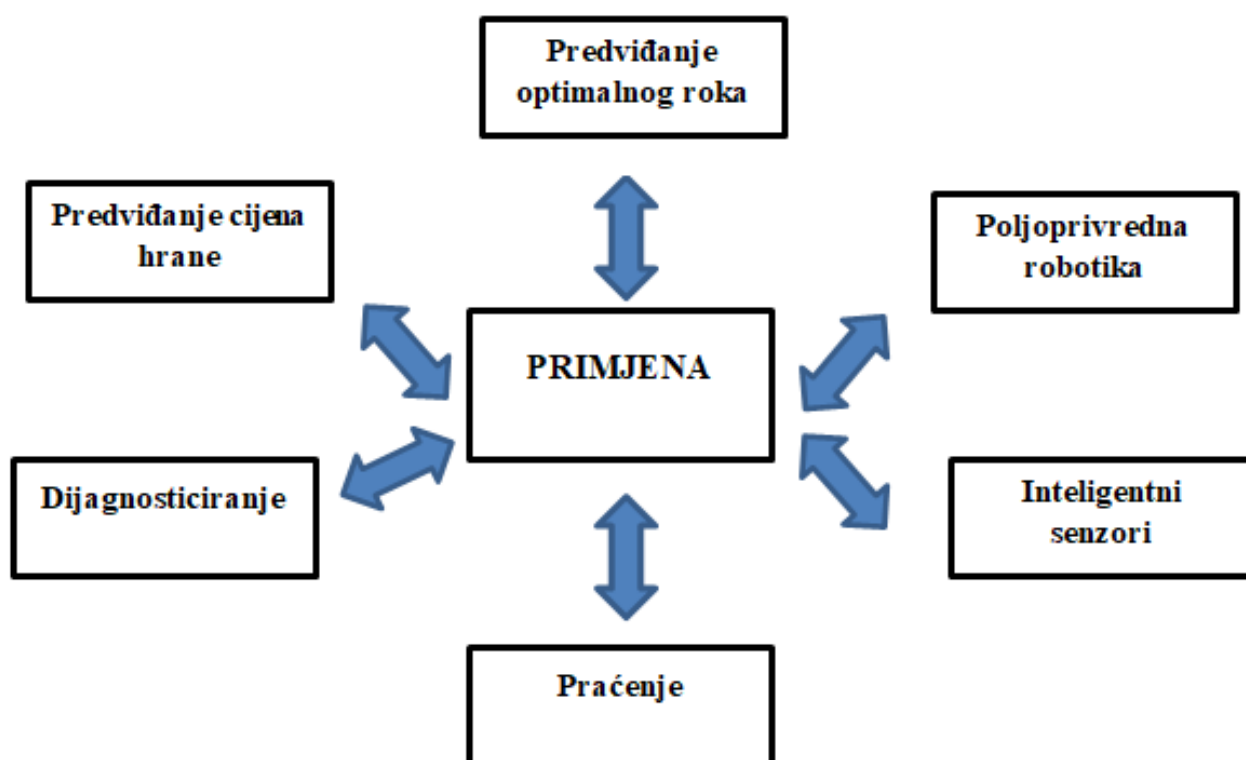 Predviđanje
optimalnog roka
Predviđanje cijena
hrane
Poljoprivredna
robotika
PRIMJENA
Dijagnosticiranje
Inteligentni
senzori
Praćenje